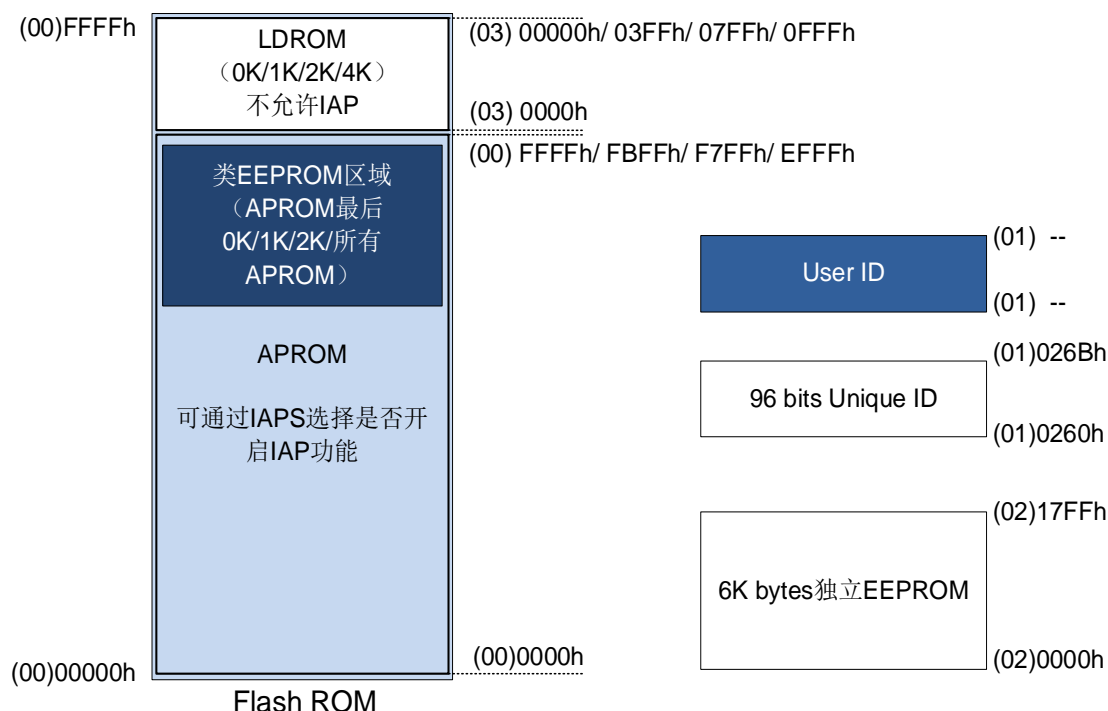 (00)FFFFh
LDROM
（0K/1K/2K/4K）
不允许IAP
(03) 00000h/ 03FFh/ 07FFh/ 0FFFh
(03) 0000h
(00) FFFFh/ FBFFh/ F7FFh/ EFFFh
类EEPROM区域
（APROM最后
0K/1K/2K/所有
APROM）
APROM
可通过IAPS选择是否开
启IAP功能
(00)0000h
(00)00000h
Flash ROM
(01) --
User ID
(01) --
(01)026Bh
96 bits Unique ID
(01)0260h
(02)17FFh
6K bytes独立EEPROM
(02)0000h